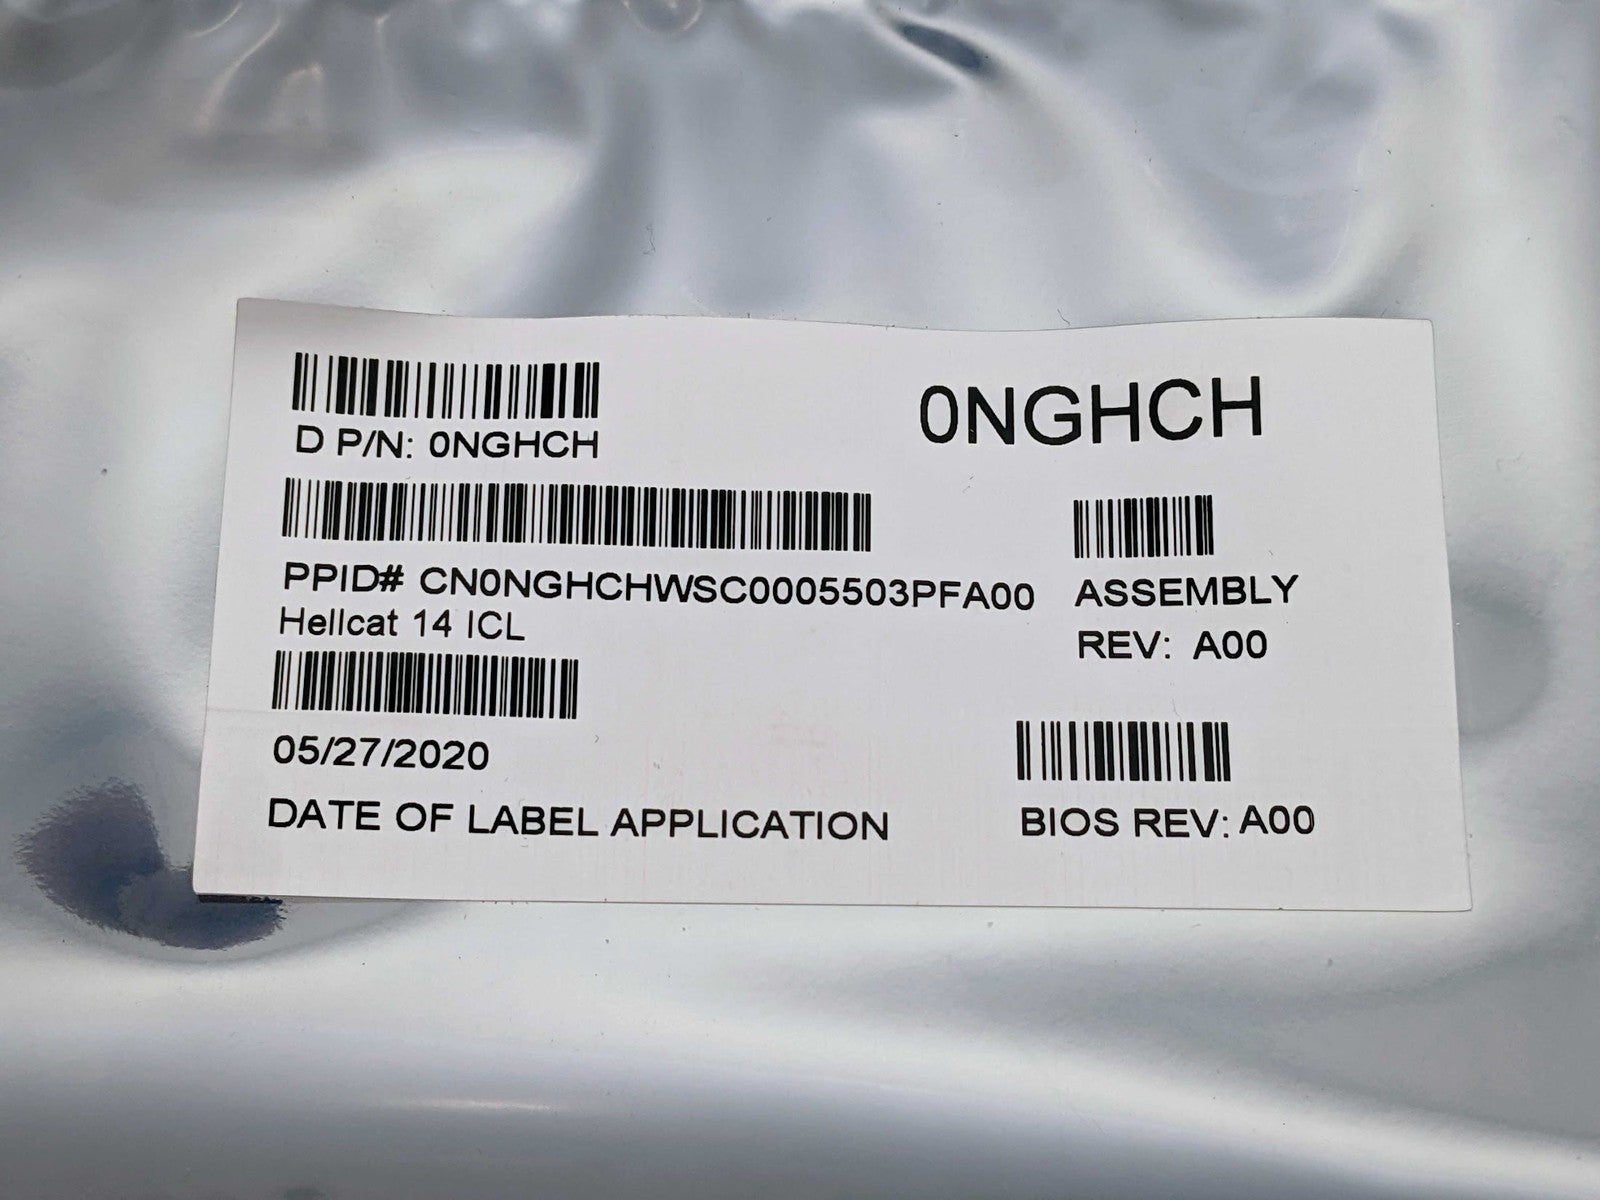 D P/N: 0NGHCH
0NGHCH
PPID# CN0NGHCHWSC0005503PFA00
Hellcat 14 ICL
ASSEMBLY
REV: A00
05/27/2020
DATE OF LABEL APPLICATION
BIOS REV: A00